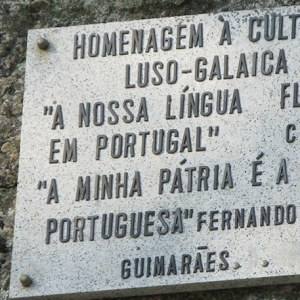 HOMENAGEM À CULT
LUSO-GALAICA
"A NOSSA LÍNGUA FL
EM PORTUGAL" C
"A MINHA PÁTRIA É A
PORTUGUESA" FERNANDO
GUIMARÃES